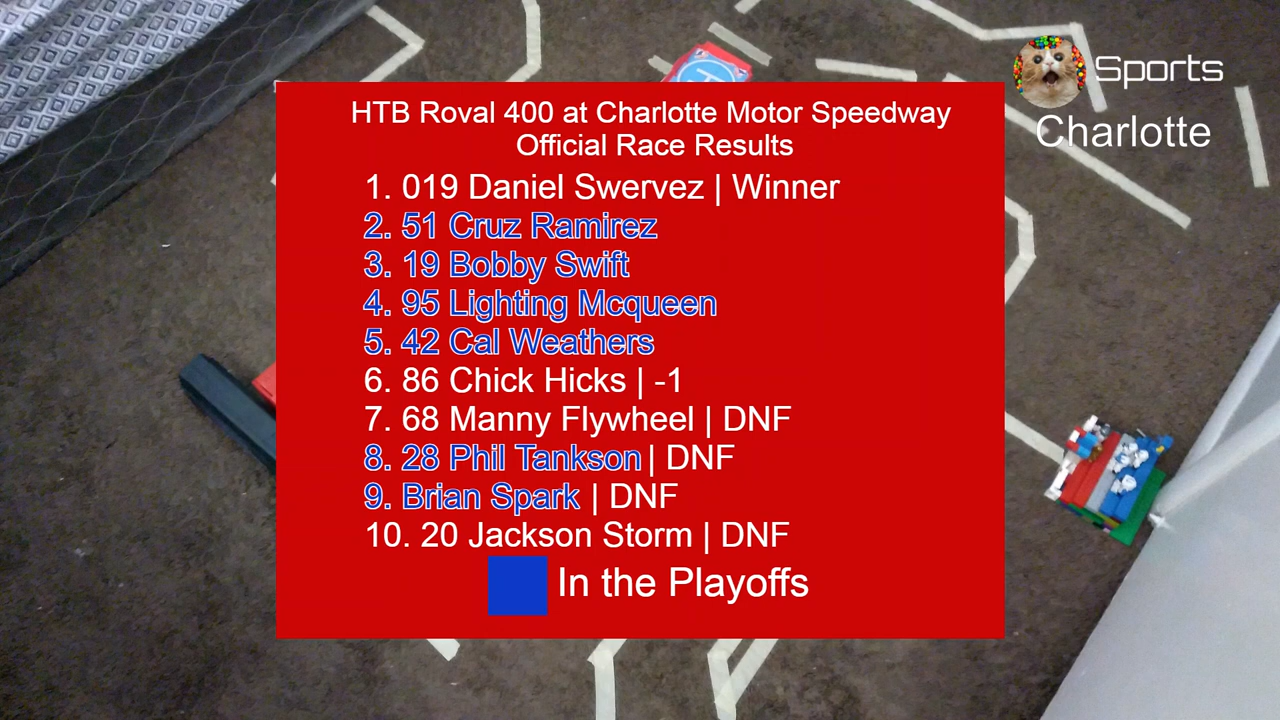 Sports
Charlotte
HTB Roval 400 at Charlotte Motor Speedway
Official Race Results
1. 019 Daniel Swervez | Winner
2. 51 Cruz Ramirez
3. 19 Bobby Swift
4. 95 Lighting Mcqueen
5. 42 Cal Weathers
6. 86 Chick Hicks | -1
7. 68 Manny Flywheel | DNF
8. 28 Phil Tankson | DNF
9. Brian Spark | DNF
10. 20 Jackson Storm | DNF
In the Playoffs